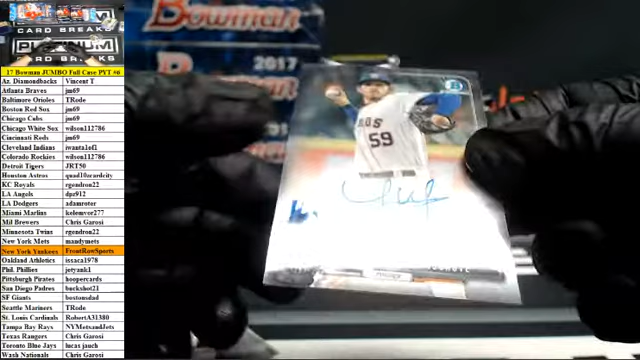 CARD BREAKS
PLATINUM
17 Bowman JUMBO Full Case PYT #6
Az. Diamondbacks Vincent T
Atlanta Braves jm69
Baltimore Orioles TRode
Boston Red Sox jm69
Chicago Cubs jm69
Chicago White Sox wilson112786
Cincinnati Reds jm69
Cleveland Indians iwanta1of1
Colorado Rockies wilson112786
Detroit Tigers JRT50
Houston Astros quad10cardcity
KC Royals rgendron22
LA Angels dpz912
LA Dodgers adamroter
Miami Marlins kelemvor277
Mil Brewers Chris Garosi
Minnesota Twins rgendron22
New York Mets mandymets
New York Yankees FrontRowSports
Oakland Athletics issaca1978
Phil. Phillies jetyank1
Pittsburgh Pirates hoopercards
San Diego Padres buckshot21
SF Giants bostonsdad
Seattle Mariners TRode
St. Louis Cardinals RobertA31380
Tampa Bay Rays NYMetsandJets
Texas Rangers Chris Garosi
Toronto Blue Jays lucas jauch
Wash Nationals Chris Garosi
Bowman
2017
59